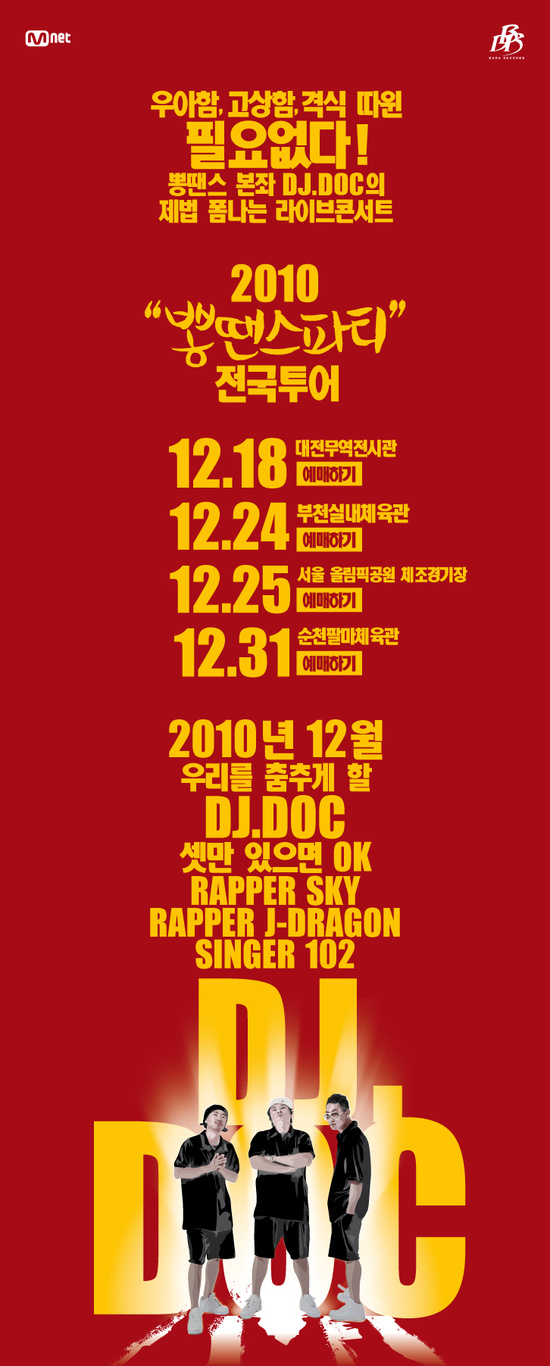 Mnet
BUDA RECORDS
우아함, 고상함, 격식 따윈
필요없다!
뽕땐스 본좌 DJ.DOC의
제법 폼나는 라이브콘서트
2010
“뽕땐스파티”
전국투어
12.18 대전무역전시관
예매하기
12.24 부천실내체육관
예매하기
12.25 서울 올림픽공원 체조경기장
예매하기
12.31 순천팔마체육관
예매하기
2010년 12월
우리를 춤추게 할
DJ.DOC
셋만 있으면 OK
RAPPER SKY
RAPPER J-DRAGON
SINGER 102
DJ.
DOC